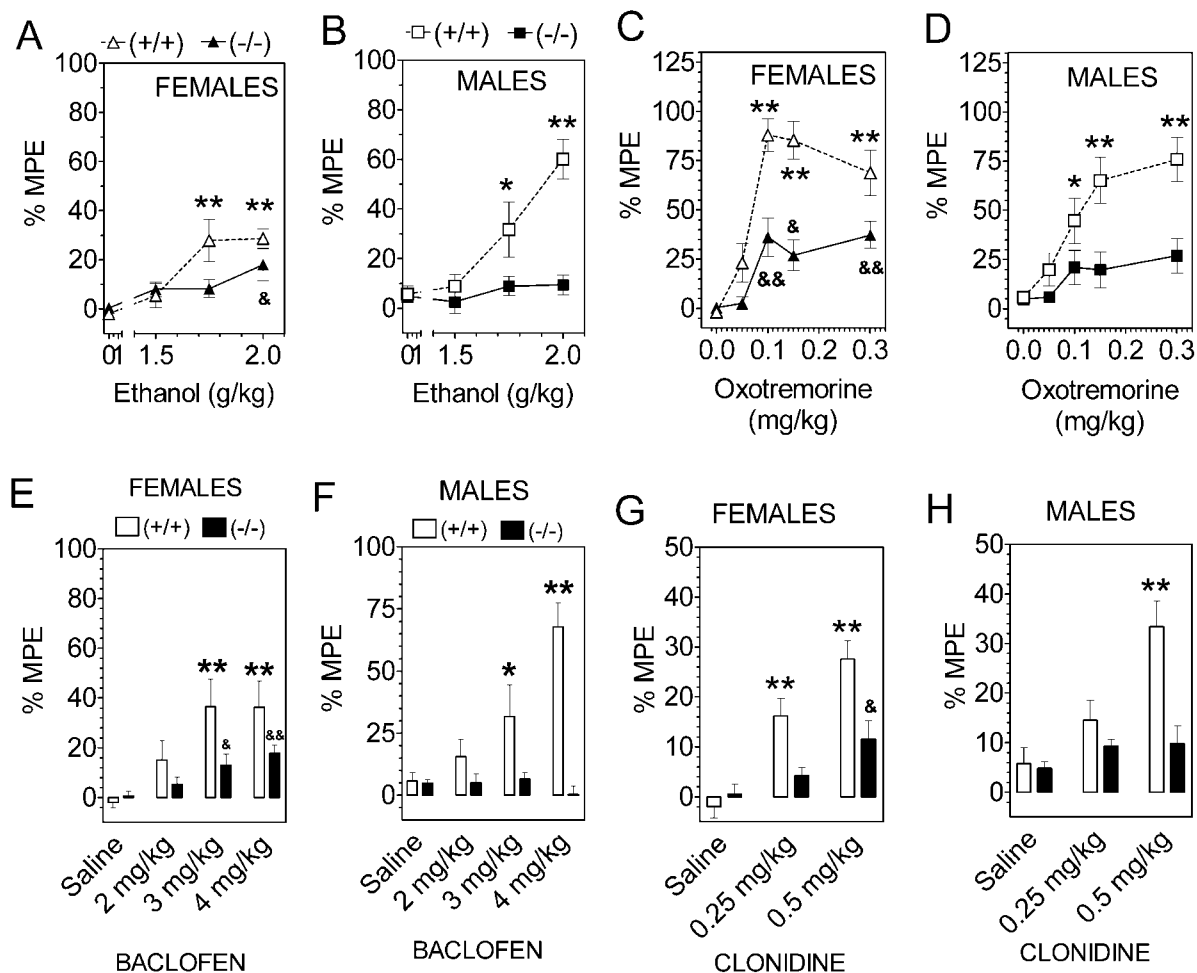 A
(+/+) (-/-)
FEMALES
100
80
60
40
20
0
% MPE
** **
&
0 1 1.5 2.0
Ethanol (g/kg)
B
(+/+) (-/-)
MALES
100
80
60
40
20
0
% MPE
* **
0 1 1.5 2.0
Ethanol (g/kg)
C
FEMALES
125
100
75
50
25
0
% MPE
** ** **
&& & &&
0.0 0.1 0.2 0.3
Oxotremorine
(mg/kg)
D
MALES
125
100
75
50
25
0
% MPE
* ** **
0.0 0.1 0.2 0.3
Oxotremorine
(mg/kg)
E
FEMALES
(+/+) (-/-)
100
80
60
40
20
0
% MPE
** **
& &&
Saline
2 mg/kg
3 mg/kg
4 mg/kg
BACLOFEN
F
MALES
(+/+) (-/-)
100
75
50
25
0
% MPE
* **
Saline
2 mg/kg
3 mg/kg
4 mg/kg
BACLOFEN
G
FEMALES
50
40
30
20
10
0
% MPE
** **
&
Saline
0.25 mg/kg
0.5 mg/kg
CLONIDINE
H
MALES
50
40
30
20
10
0
% MPE
**
Saline
0.25 mg/kg
0.5 mg/kg
CLONIDINE